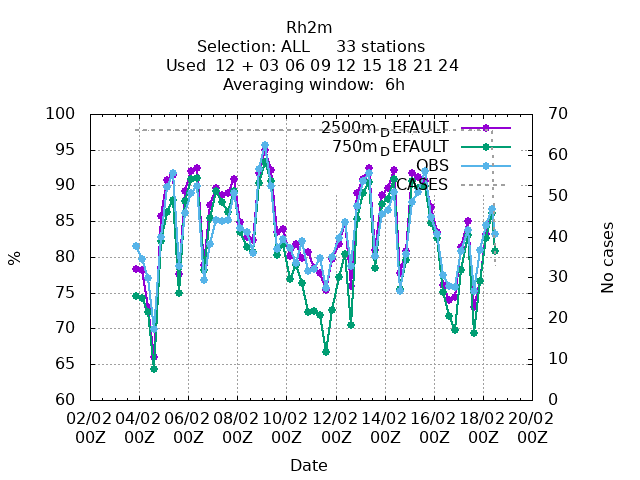 Rh2m
Selection: ALL 33 stations
Used 12 + 03 06 09 12 15 18 21 24
Averaging window: 6h
100 70
2500m_DEFAULT
750m_DEFAULT
OBS
CASES
95
90
85
80
75
70
65
60
60
50
40
30
20
10
0
%
No cases
02/02 04/02 06/02 08/02 10/02 12/02 14/02 16/02 18/02 20/02
00Z 00Z 00Z 00Z 00Z 00Z 00Z 00Z 00Z 00Z
Date